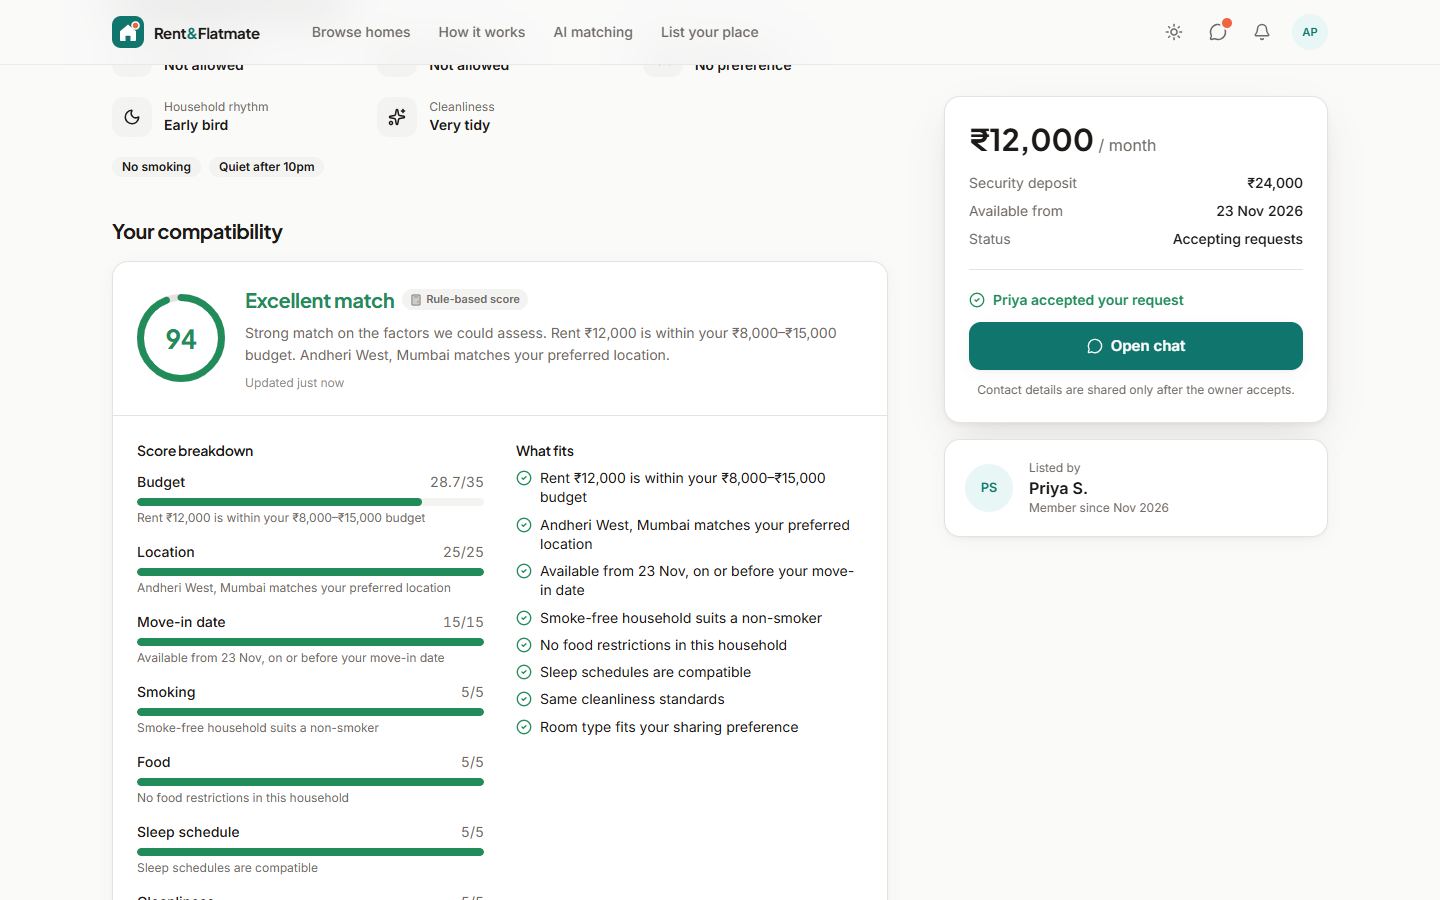 Rent&Flatmate
Browse homes
How it works
AI matching
List your place
AP
Not allowed
Not allowed
No preference
Household rhythm
Early bird
Cleanliness
Very tidy
No smoking
Quiet after 10pm
Your compatibility
94
Excellent match
Rule-based score
Strong match on the factors we could assess. Rent ₹12,000 is within your ₹8,000–₹15,000
budget. Andheri West, Mumbai matches your preferred location.
Updated just now
Score breakdown
Budget 28.7/35
Rent ₹12,000 is within your ₹8,000–₹15,000 budget
Location 25/25
Andheri West, Mumbai matches your preferred location
Move-in date 15/15
Available from 23 Nov, on or before your move-in date
Smoking 5/5
Smoke-free household suits a non-smoker
Food 5/5
No food restrictions in this household
Sleep schedule 5/5
Sleep schedules are compatible
Cleanliness 5/5
What fits
Rent ₹12,000 is within your ₹8,000–₹15,000
budget
Andheri West, Mumbai matches your preferred
location
Available from 23 Nov, on or before your move-
in date
Smoke-free household suits a non-smoker
No food restrictions in this household
Sleep schedules are compatible
Same cleanliness standards
Room type fits your sharing preference
₹12,000 / month
Security deposit ₹24,000
Available from 23 Nov 2026
Status Accepting requests
Priya accepted your request
Open chat
Contact details are shared only after the owner accepts.
PS
Listed by
Priya S.
Member since Nov 2026